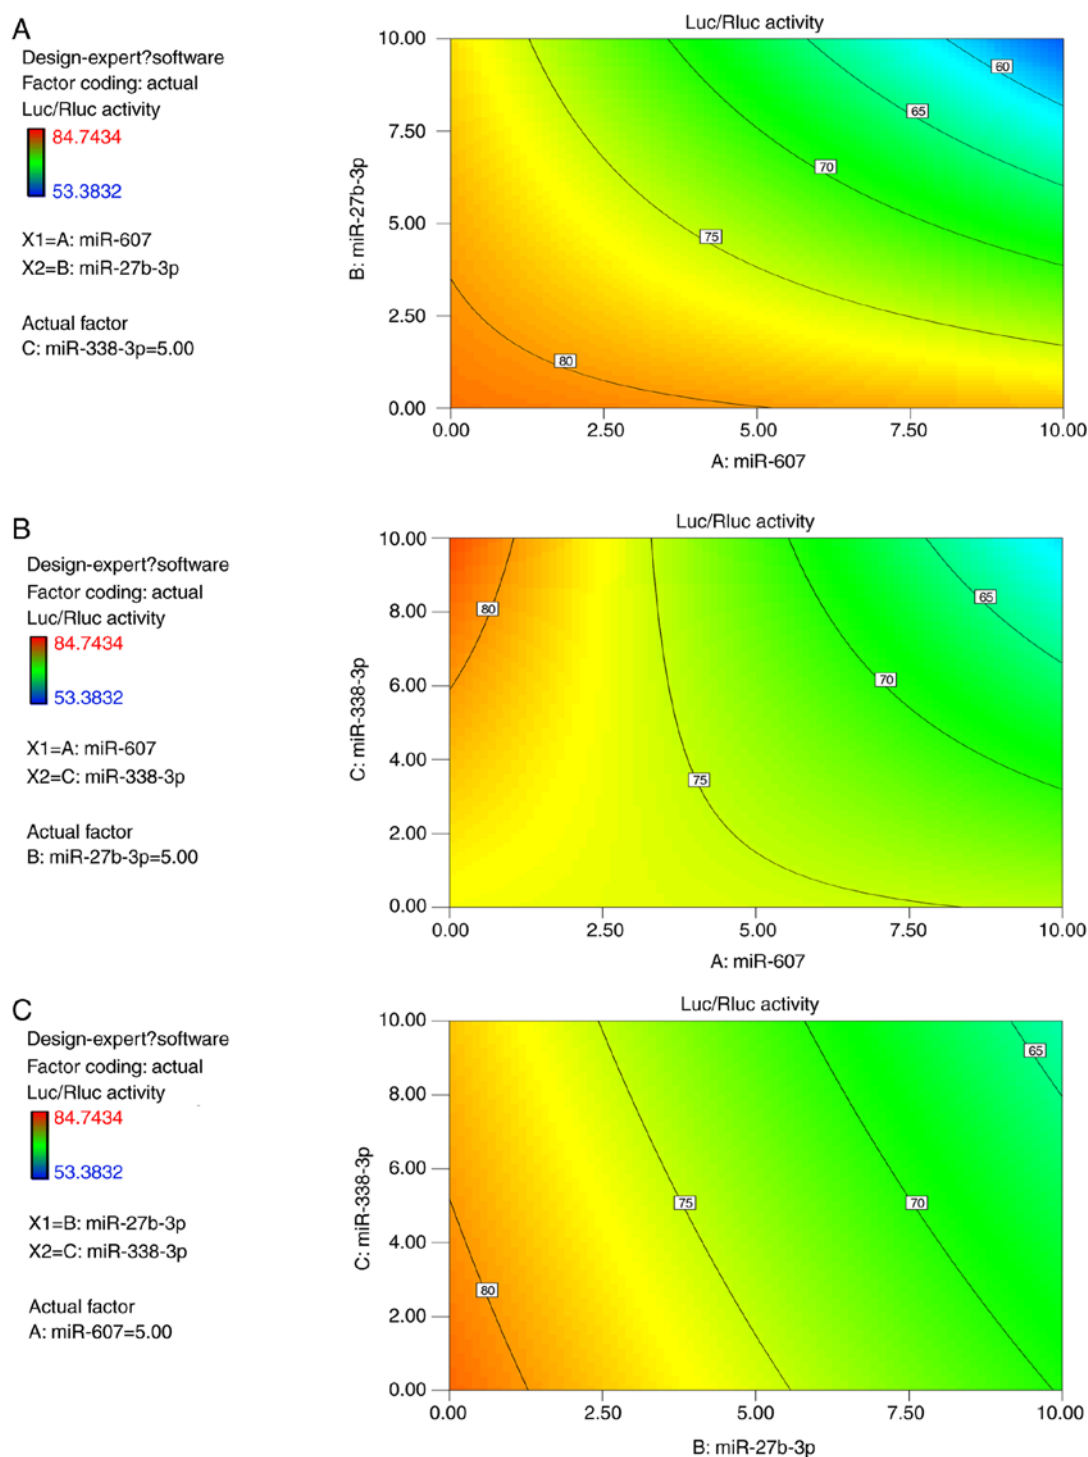 A
Design-expert?software
Factor coding: actual
Luc/Rluc activity
84.7434
53.3832
X1=A: miR-607
X2=B: miR-27b-3p
Actual factor
C: miR-338-3p=5.00
Luc/Rluc activity
10.00
7.50
5.00
2.50
0.00
B: miR-27b-3p
60
65
70
75
80
0.00 2.50 5.00 7.50 10.00
A: miR-607
B
Design-expert?software
Factor coding: actual
Luc/Rluc activity
84.7434
53.3832
X1=A: miR-607
X2=C: miR-338-3p
Actual factor
B: miR-27b-3p=5.00
Luc/Rluc activity
10.00
8.00
6.00
4.00
2.00
0.00
C: miR-338-3p
80
65
70
75
0.00 2.50 5.00 7.50 10.00
A: miR-607
C
Design-expert?software
Factor coding: actual
Luc/Rluc activity
84.7434
53.3832
X1=B: miR-27b-3p
X2=C: miR-338-3p
Actual factor
A: miR-607=5.00
Luc/Rluc activity
10.00
8.00
6.00
4.00
2.00
0.00
C: miR-338-3p
65
75
70
80
0.00 2.50 5.00 7.50 10.00
B: miR-27b-3p